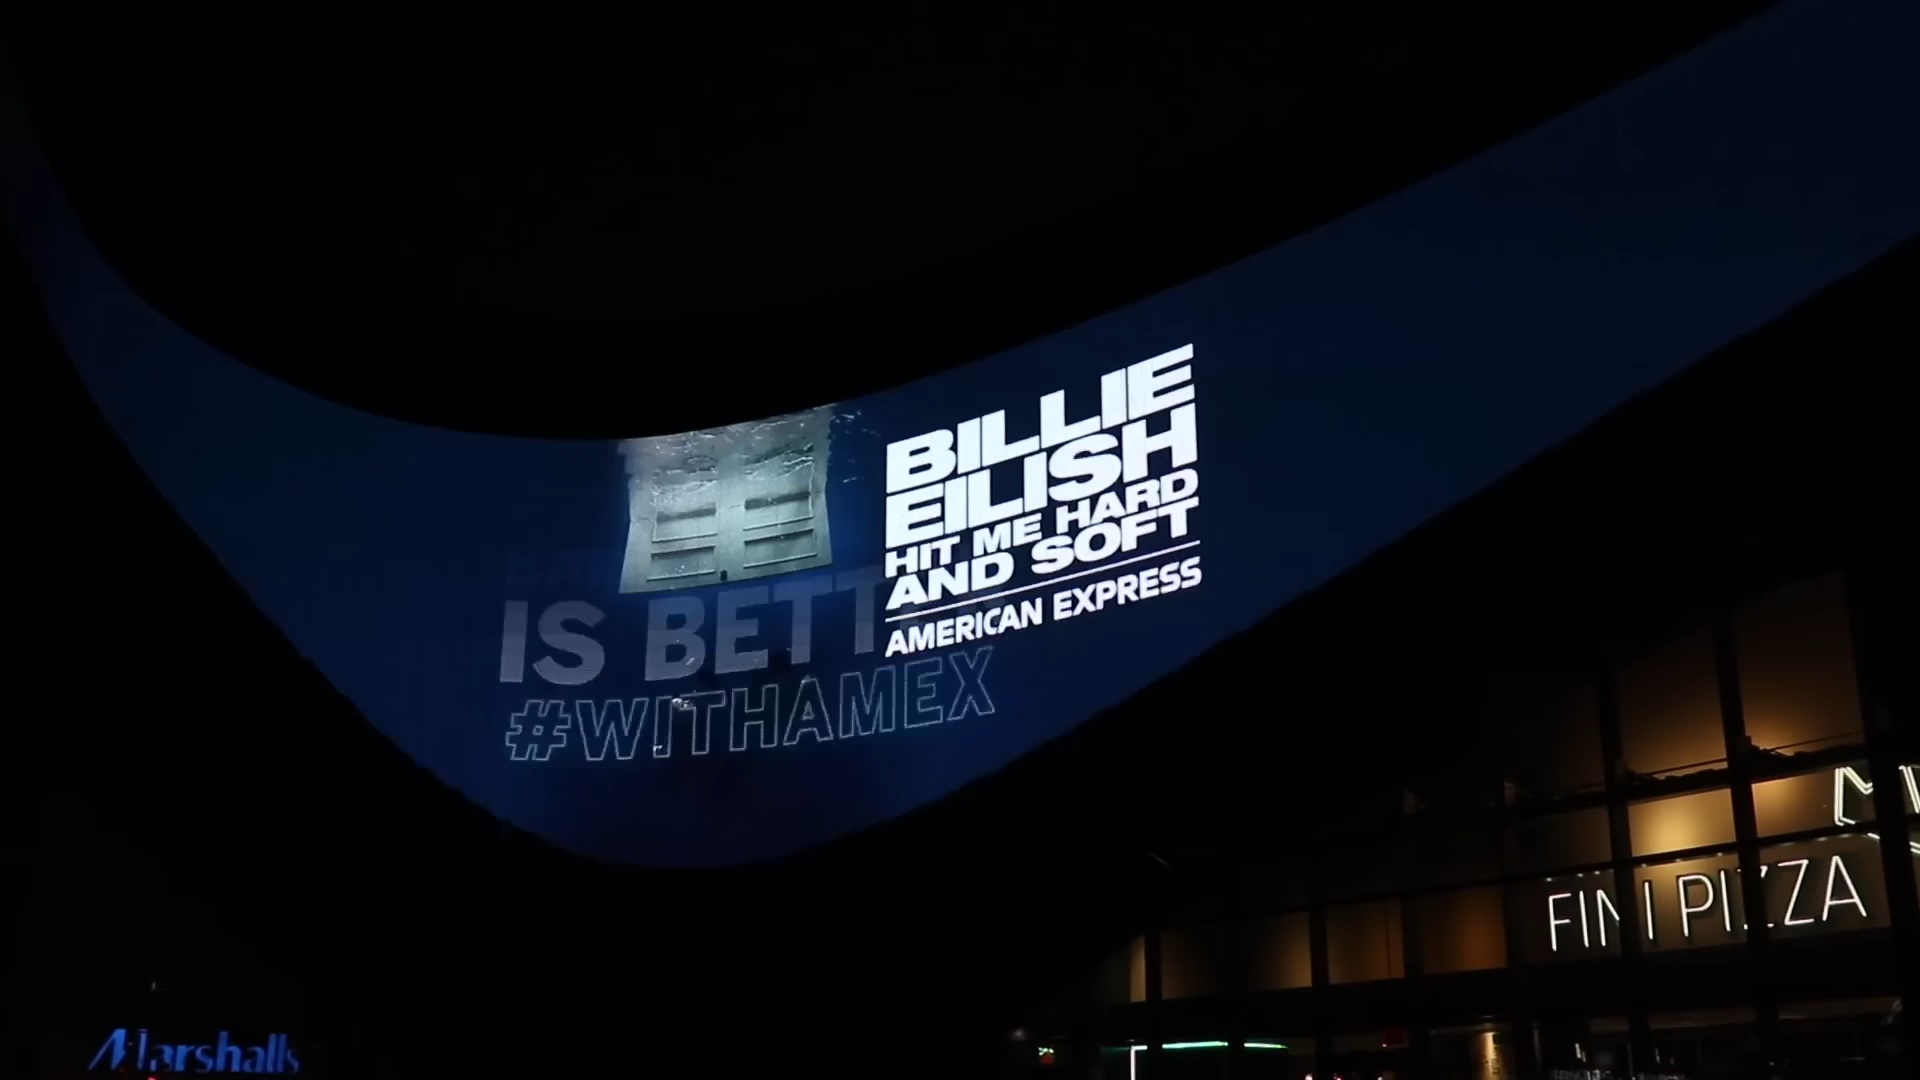 BILLIE
EILISH
HIT ME HARD
AND SOFT
AMERICAN EXPRESS
IS BETT
#WITHAMEX
FINI PIZZA
Marshalls